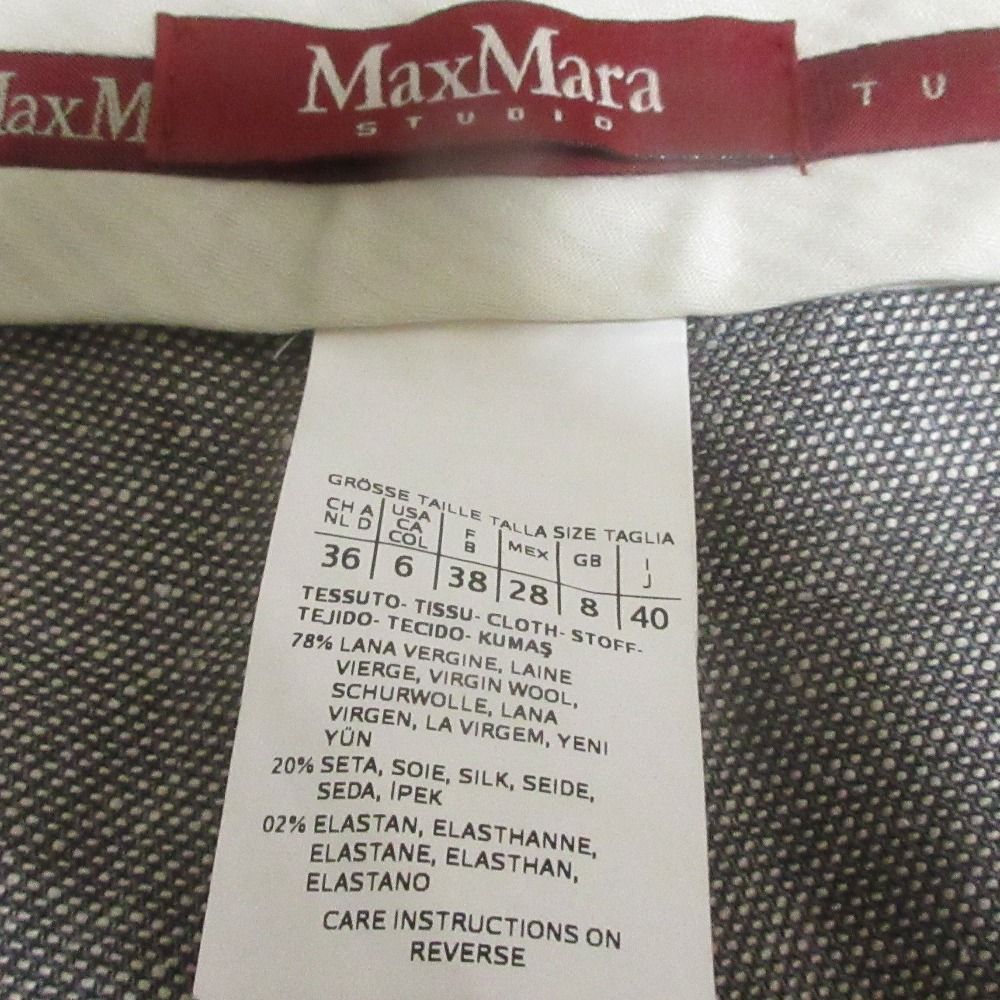 MaxMara
STUDIO
axM
T U
GRÖSSE TAILLE TALLA SIZE TAGLIA
CH A USA F MEX GB I
NL D CA B J
COL
36 6 38 28 8 40
TESSUTO- TISSU- CLOTH- STOFF-
TEJIDO- TECIDO- KUMAŞ
78% LANA VERGINE, LAINE
VIERGE, VIRGIN WOOL,
SCHURWOLLE, LANA
VIRGEN, LA VIRGEM, YENI
YÜN
20% SETA, SOIE, SILK, SEIDE,
SEDA, İPEK
02% ELASTAN, ELASTHANNE,
ELASTANE, ELASTHAN,
ELASTANO
CARE INSTRUCTIONS ON
REVERSE